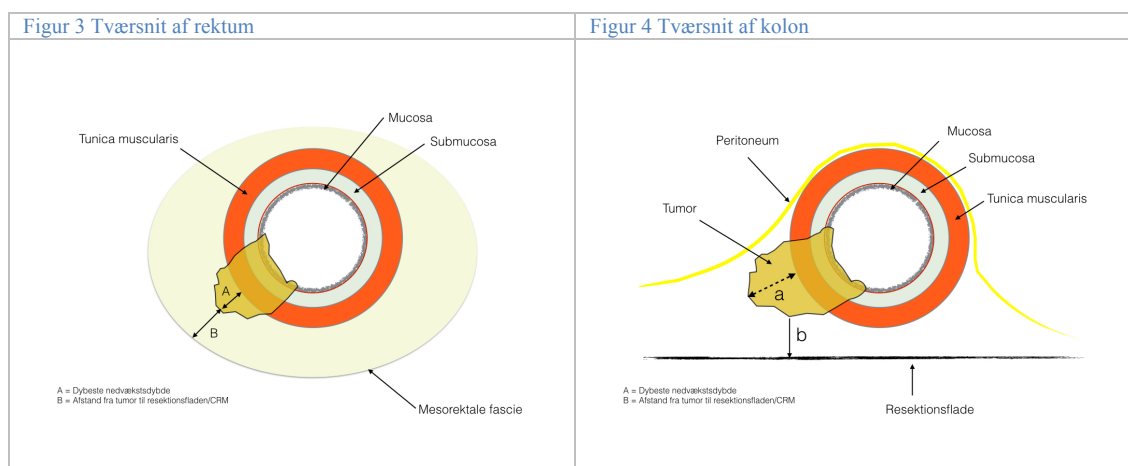 Figur 3 Tværsnit af rektum
Mucosa
Tunica muscularis
Submucosa
A
B
A = Dybeste nedvækstsdybde
B = Afstand fra tumor til resektionsfladen/CRM
Mesorektale fascie
Figur 4 Tværsnit af kolon
Mucosa
Peritoneum
Submucosa
Tunica muscularis
Tumor
a
b
A = Dybeste nedvækstsdybde
B = Afstand fra tumor til resektionsfladen/CRM
Resektionsflade